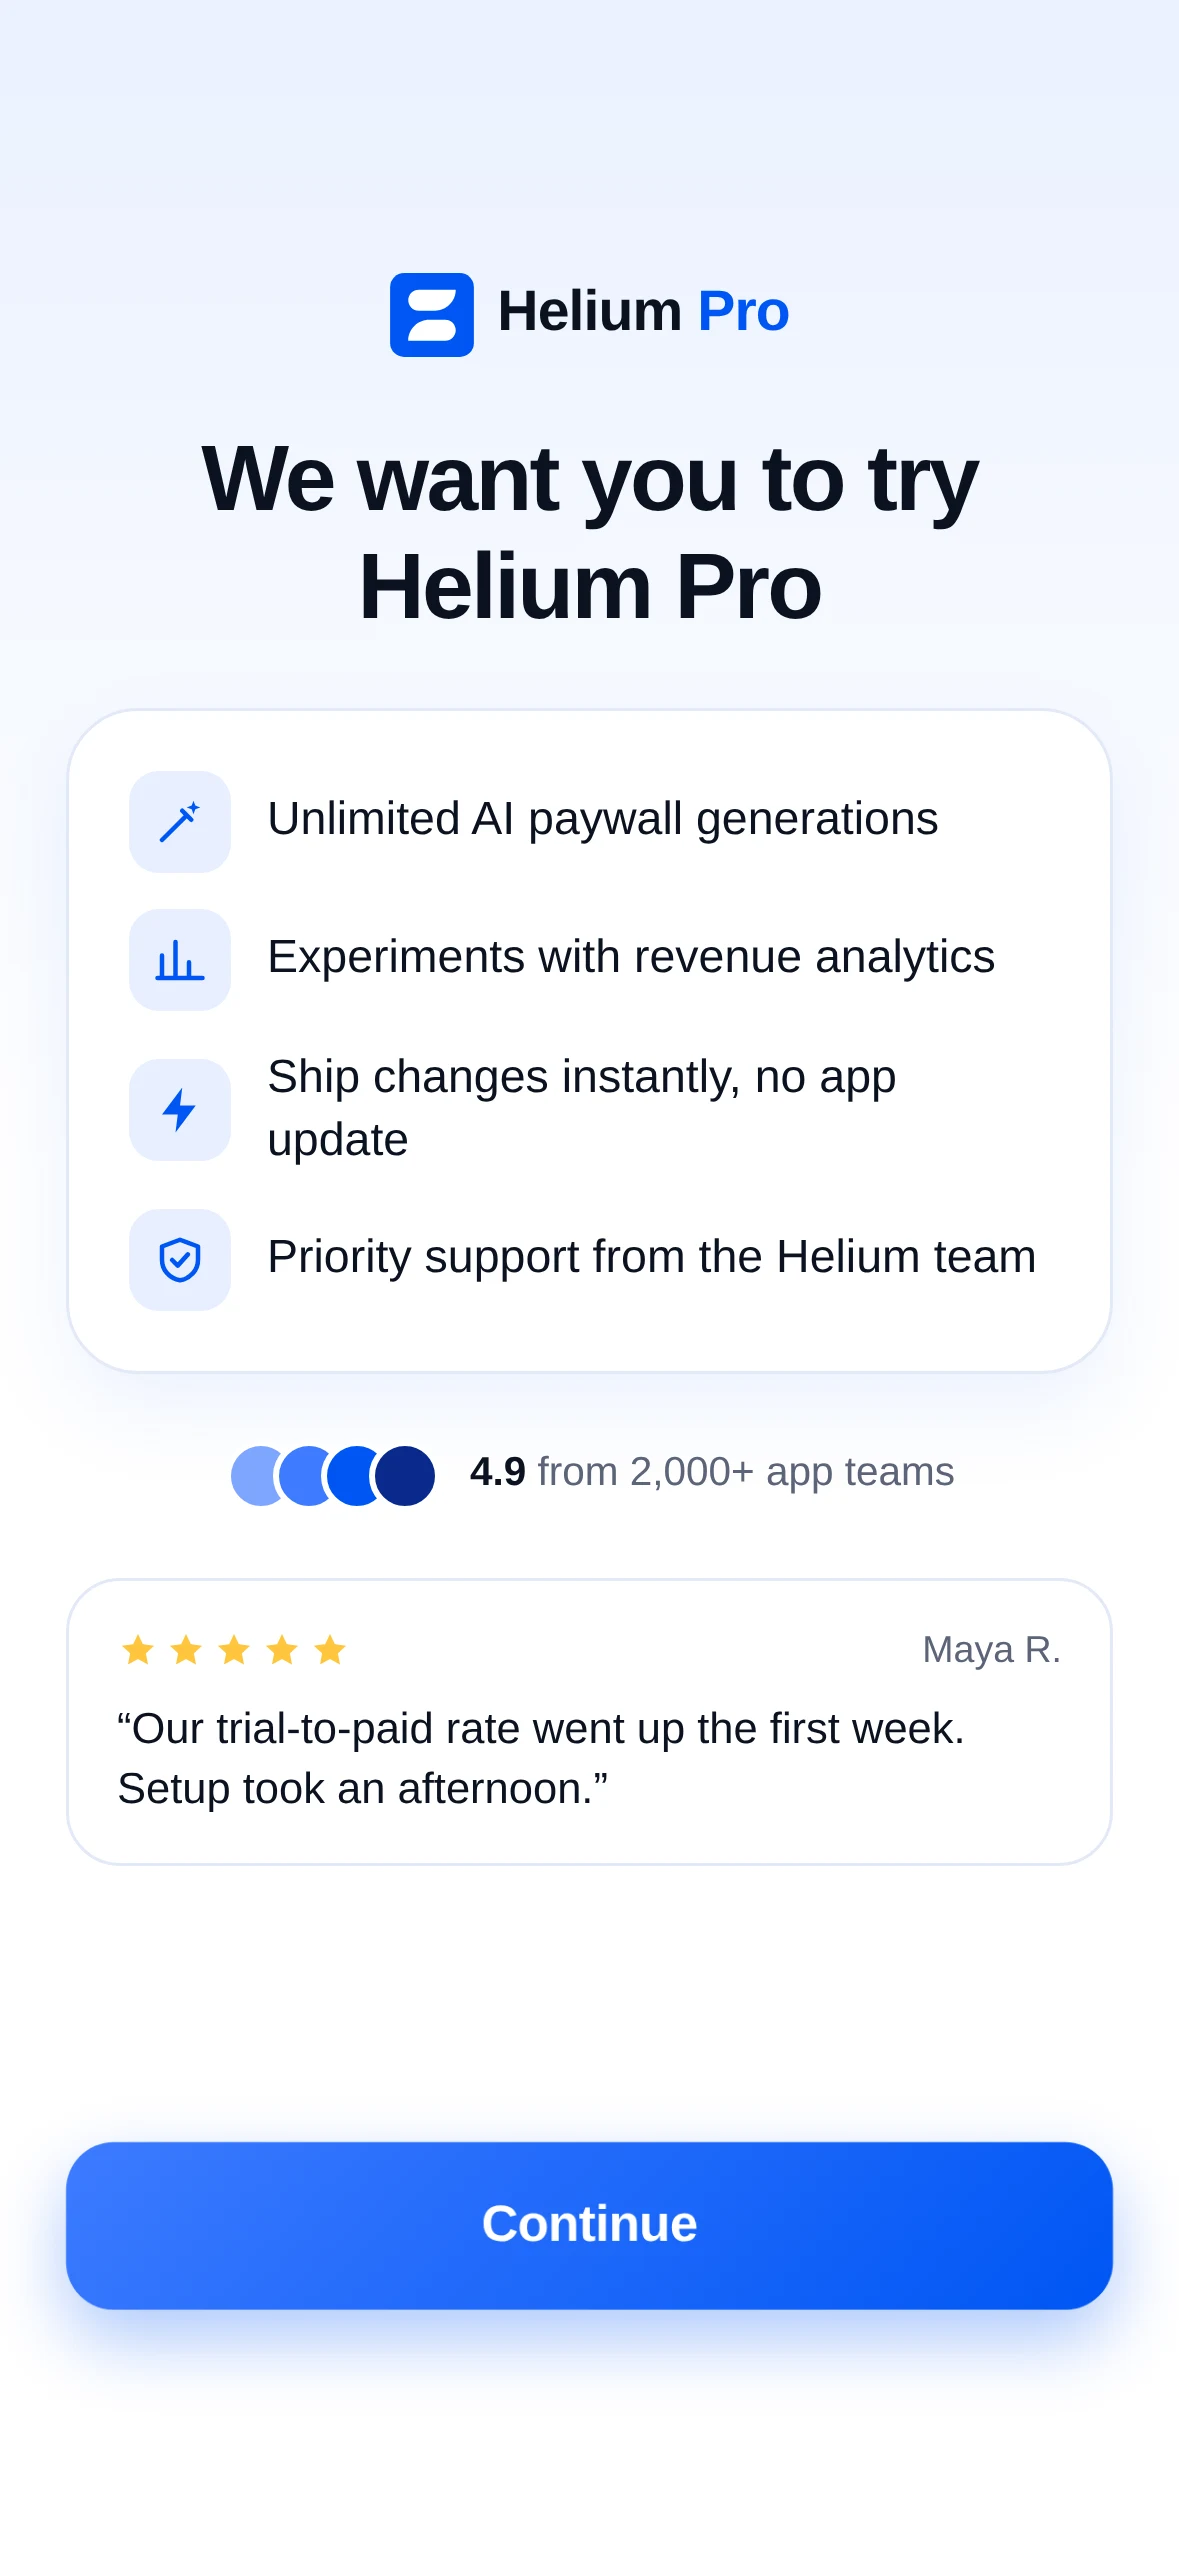 Helium Pro
We want you to try
Helium Pro
Unlimited AI paywall generations
Experiments with revenue analytics
Ship changes instantly, no app
update
Priority support from the Helium team
4.9 from 2,000+ app teams
Maya R.
“Our trial-to-paid rate went up the first week.
Setup took an afternoon.”
Continue